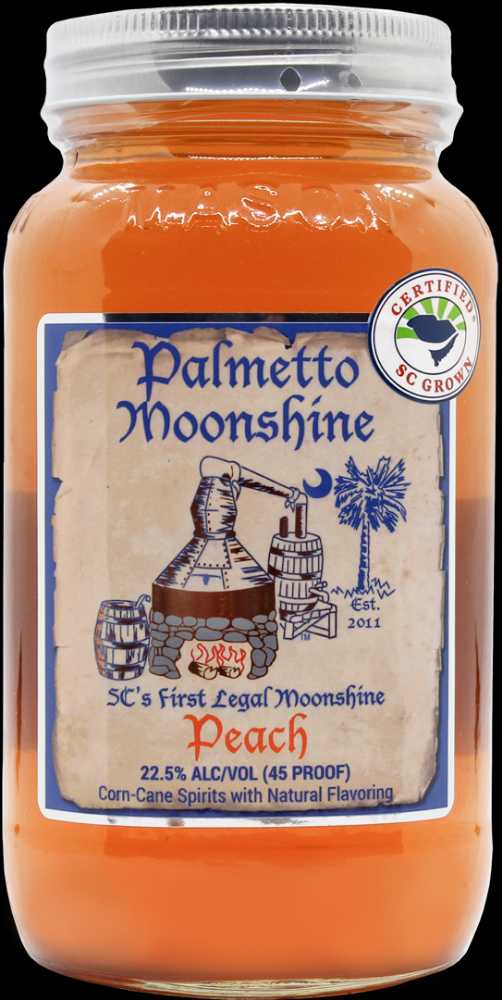 CERTIFIED®
SC GROWN
Palmetto
Moonshine
Est.
2011
TM
SC's First Legal Moonshine
Peach
22.5% ALC/VOL (45 PROOF)
Corn-Cane Spirits with Natural Flavoring